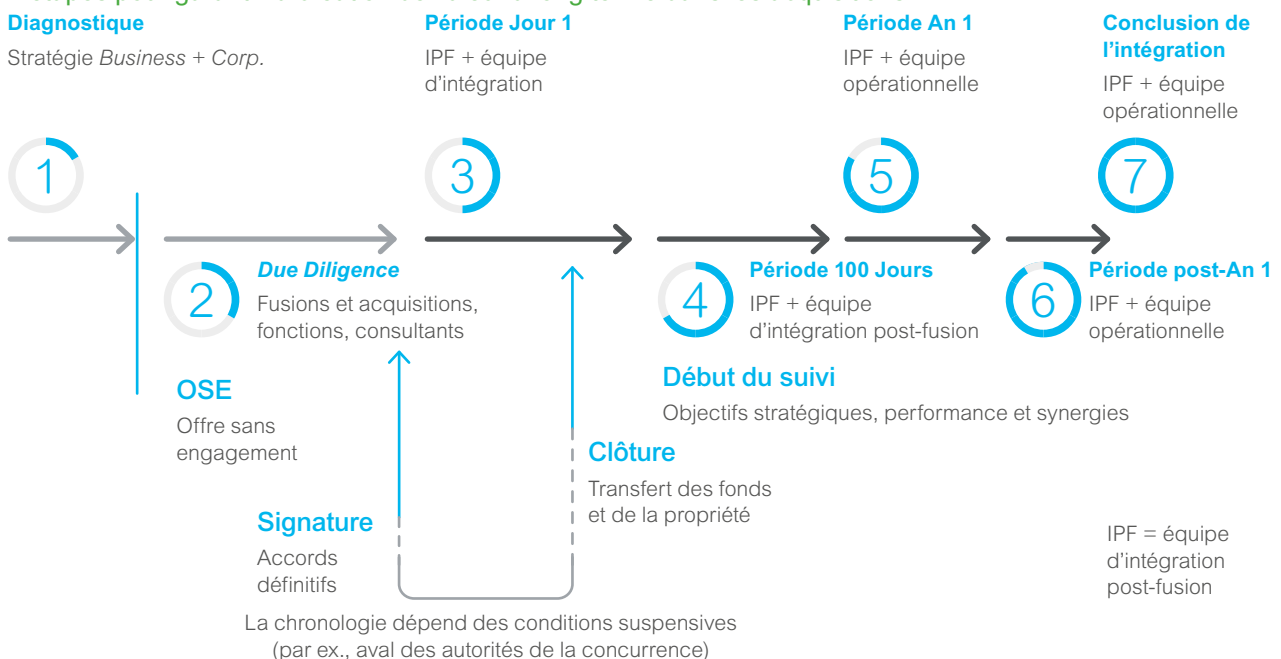 Diagnostique
Stratégie Business + Corp.
Période Jour 1
IPF + équipe
d'intégration
Période An 1
IPF + équipe
opérationnelle
Conclusion de
l'intégration
IPF + équipe
opérationnelle
1
3
5
7
2
Due Diligence
Fusions et acquisitions,
fonctions, consultants
4
Période 100 Jours
IPF + équipe
d'intégration post-fusion
6
Période post-An 1
IPF + équipe
opérationnelle
OSE
Offre sans
engagement
Début du suivi
Objectifs stratégiques, performance et synergies
Clôture
Transfert des fonds
et de la propriété
Signature
Accords
définitifs
IPF = équipe
d'intégration
post-fusion
La chronologie dépend des conditions suspensives
(par ex., aval des autorités de la concurrence)